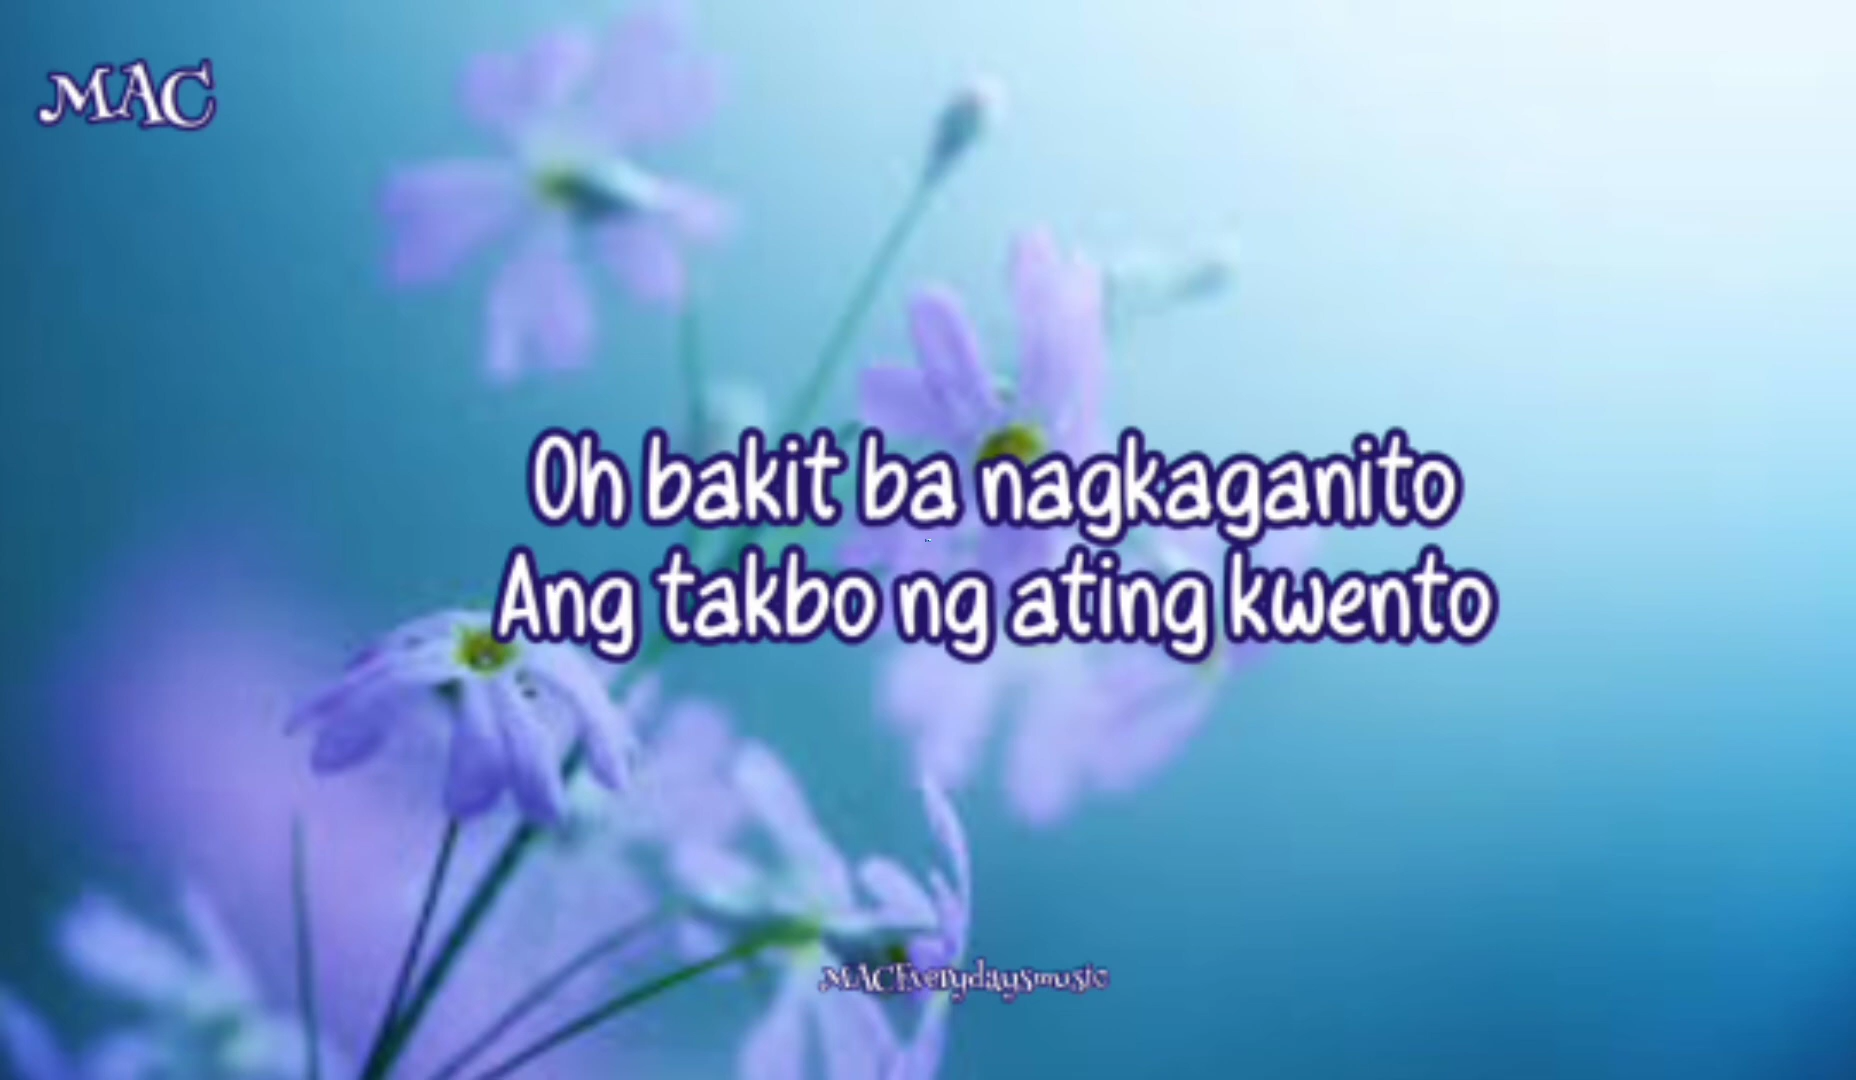 MAC
Oh bakit ba nagkaganito
Ang takbo ng ating kwento
MACEverydaysmusic